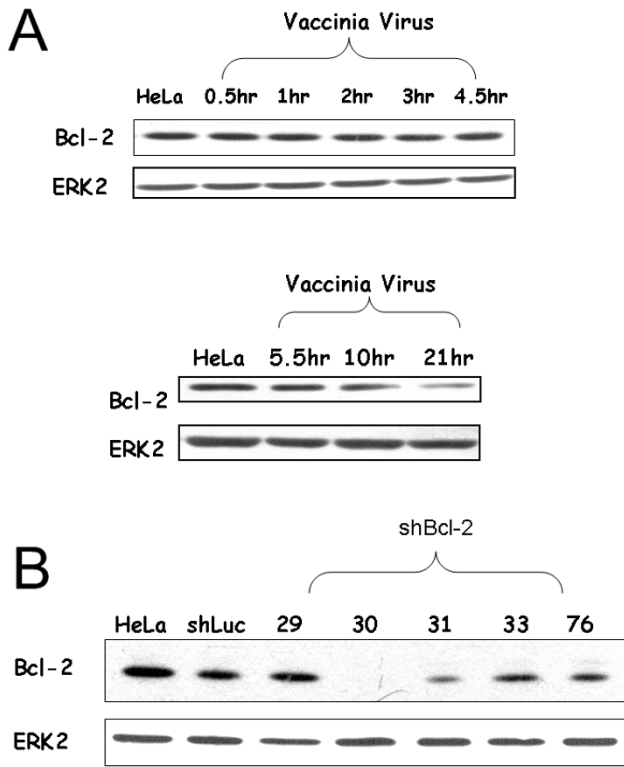 A
Vaccinia Virus
HeLa 0.5hr 1hr 2hr 3hr 4.5hr
Bcl-2
ERK2
Vaccinia Virus
HeLa 5.5hr 10hr 21hr
Bcl-2
ERK2
B
shBcl-2
HeLa shLuc 29 30 31 33 76
Bcl-2
ERK2